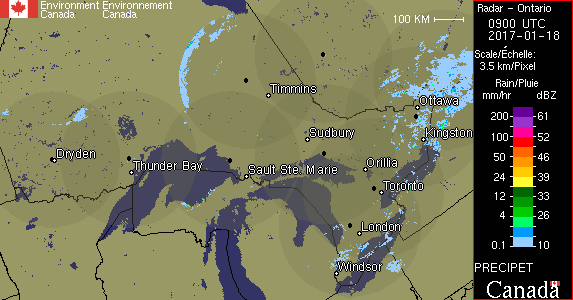 Environment Environnement
Canada Canada
100 KM
Timmins
Ottawa
Sudbury
Kingston
Dryden
Thunder Bay
Sault Ste. Marie
Orillia
Toronto
London
Windsor
Radar - Ontario
0900 UTC
2017-01-18
Scale/Échelle:
3.5 km/Pixel
Rain/Pluie
mm/hr dBZ
200 61
100 56
100 52
50 46
24 39
12 33
4 26
0.1 10
PRECIPET
Canada